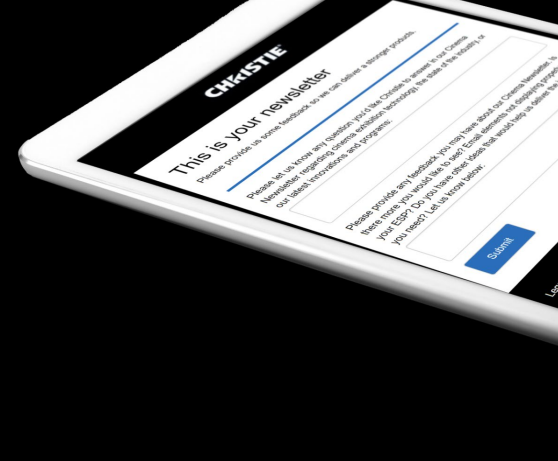 CHRISTIE
This is your newsletter
Please provide us some feedback so we can deliver a stronger products.
Please let us know any question you'd like Christie to answer in our Cinema
Newsletter regarding cinema exhibition technology, the state of the industry, or
our latest innovations and programs:
Please provide any feedback you may have about our Cinema Newsletter. Is
there more you would like to see? Email elements not displaying
your ESP? Do you have other ideas that would help us deliver the
you need? Let us know below:
Submit